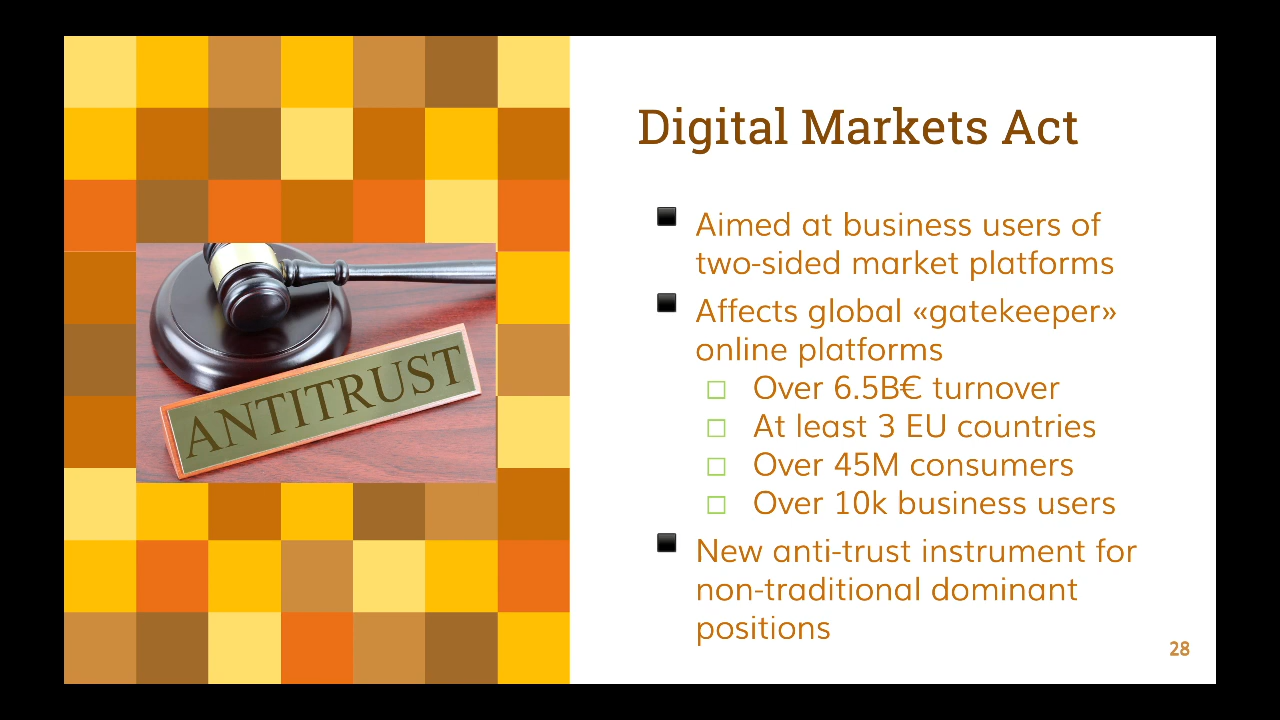 Digital Markets Act
Aimed at business users of
two-sided market platforms
Affects global «gatekeeper»
online platforms
Over 6.5B€ turnover
At least 3 EU countries
Over 45M consumers
Over 10k business users
New anti-trust instrument for
non-traditional dominant
positions
ANTITRUST
28